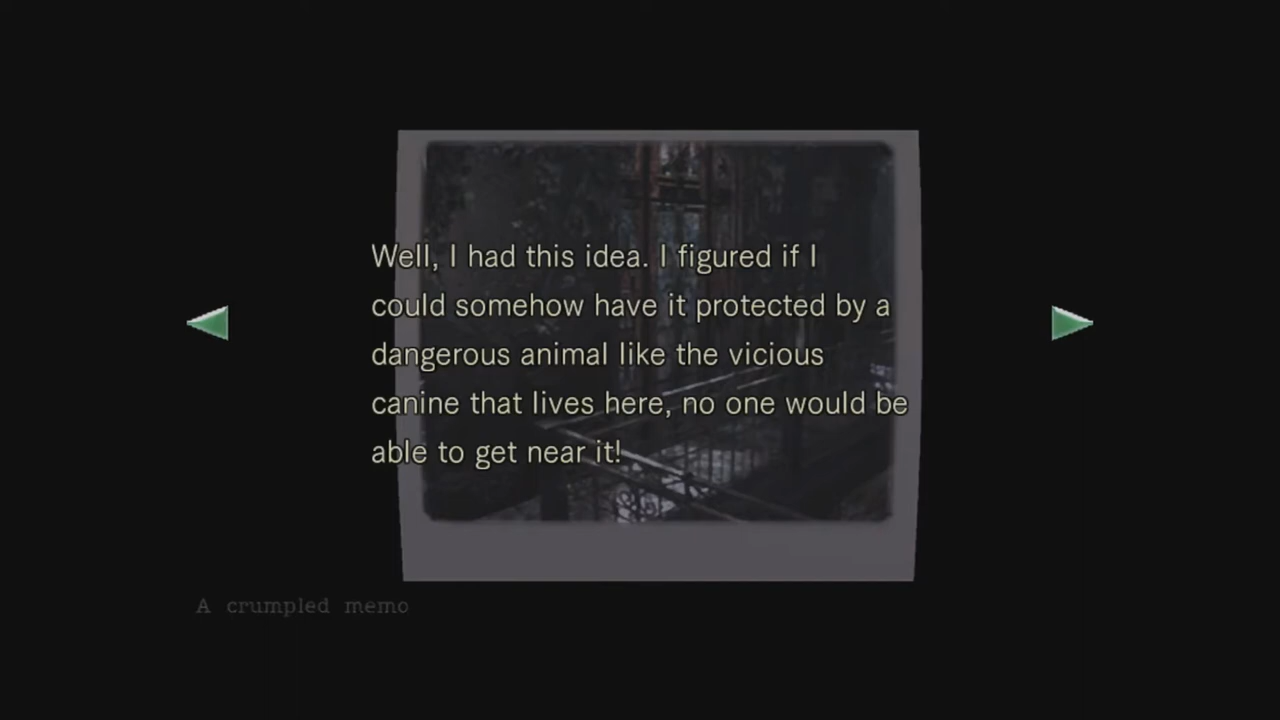 Well, I had this idea. I figured if I
could somehow have it protected by a
dangerous animal like the vicious
canine that lives here, no one would be
able to get near it!
A crumpled memo